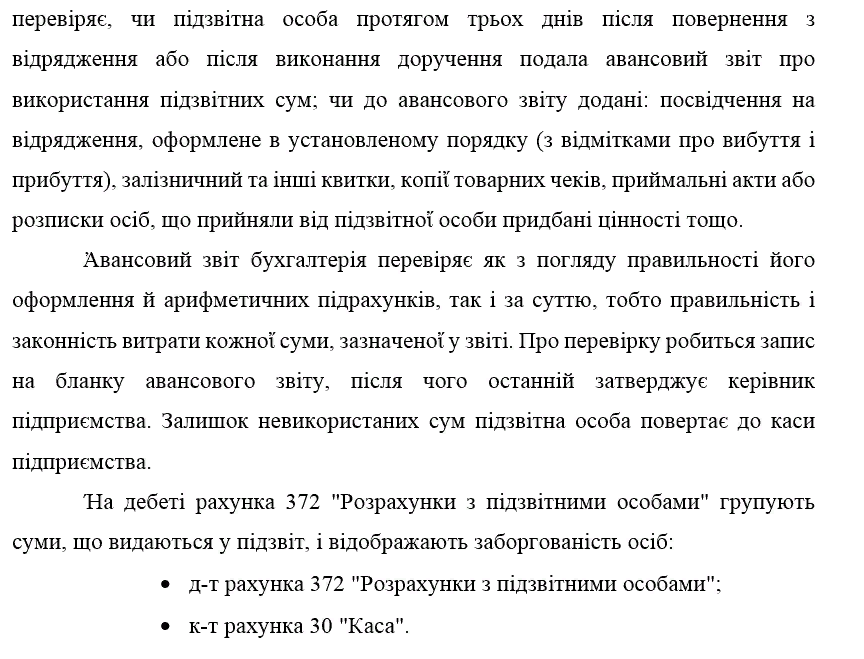 перевіряє, чи підзвітна особа протягом трьох днів після повернення з
відрядження або після виконання доручення подала авансовий звіт про
використання підзвітних сум; чи до авансового звіту додані: посвідчення на
відрядження, оформлене в установленому порядку (з відмітками про вибуття і
прибуття), залізничний та інші квитки, копії товарних чеків, приймальні акти або
розписки осіб, що прийняли від підзвітної особи придбані цінності тощо.
Авансовий звіт бухгалтерія перевіряє як з погляду правильності його
оформлення й арифметичних підрахунків, так і за суттю, тобто правильність і
законність витрати кожної суми, зазначеної у звіті. Про перевірку робиться запис
на бланку авансового звіту, після чого останній затверджує керівник
підприємства. Залишок невикористаних сум підзвітна особа повертає до каси
підприємства.
На дебеті рахунка 372 "Розрахунки з підзвітними особами" групують
суми, що видаються у підзвіт, і відображають заборгованість осіб:
• д-т рахунка 372 "Розрахунки з підзвітними особами";
• к-т рахунка 30 "Каса".